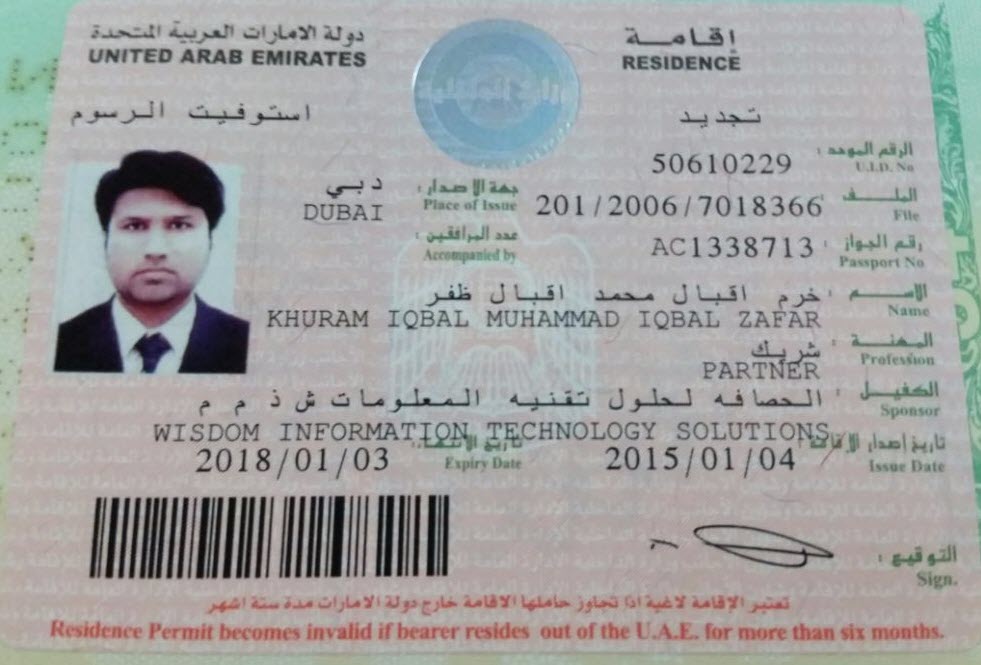 دولة الامارات العربية المتحدة
UNITED ARAB EMIRATES
إقامة
RESIDENCE
استوفيت الرسوم
تجديد
الرقم الموحد :
U.I.D. No
50610229
جهة الاصدار :
Place of Issue
دبي
DUBAI
الملف
File
201/2006/7018366
عدد المرافقين :
Accompanied by
رقم الجواز :
Passport No
AC1338713
الاسم :
Name
خرم اقبال محمد اقبال ظفر
KHURAM IQBAL MUHAMMAD IQBAL ZAFAR
المهنة :
Profession
شريك
PARTNER
الكفيل :
Sponsor
الحصافه لحلول تقنيه المعلومات ش ذ م م
WISDOM INFORMATION TECHNOLOGY SOLUTIONS
تاريخ إصدار الإقامة
Issue Date
2015/01/04
تاريخ الانتهاء :
Expiry Date
2018/01/03
التوقيع :
Sign.
تعتبر الإقامة لاغية اذا تجاوز حاملها الاقامة خارج دولة الامارات مدة ستة اشهر
Residence Permit becomes invalid if bearer resides out of the U.A.E. for more than six months.